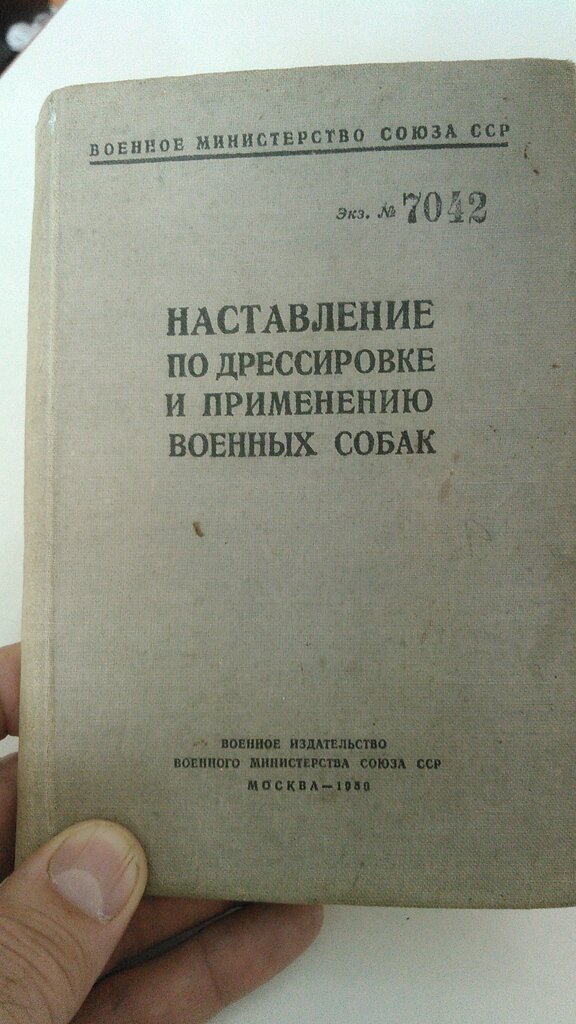 ВОЕННОЕ МИНИСТЕРСТВО СОЮЗА ССР
Экз. № 7042
НАСТАВЛЕНИЕ
ПО ДРЕССИРОВКЕ
И ПРИМЕНЕНИЮ
ВОЕННЫХ СОБАК
ВОЕННОЕ ИЗДАТЕЛЬСТВО
ВОЕННОГО МИНИСТЕРСТВА СОЮЗА ССР
МОСКВА — 1950